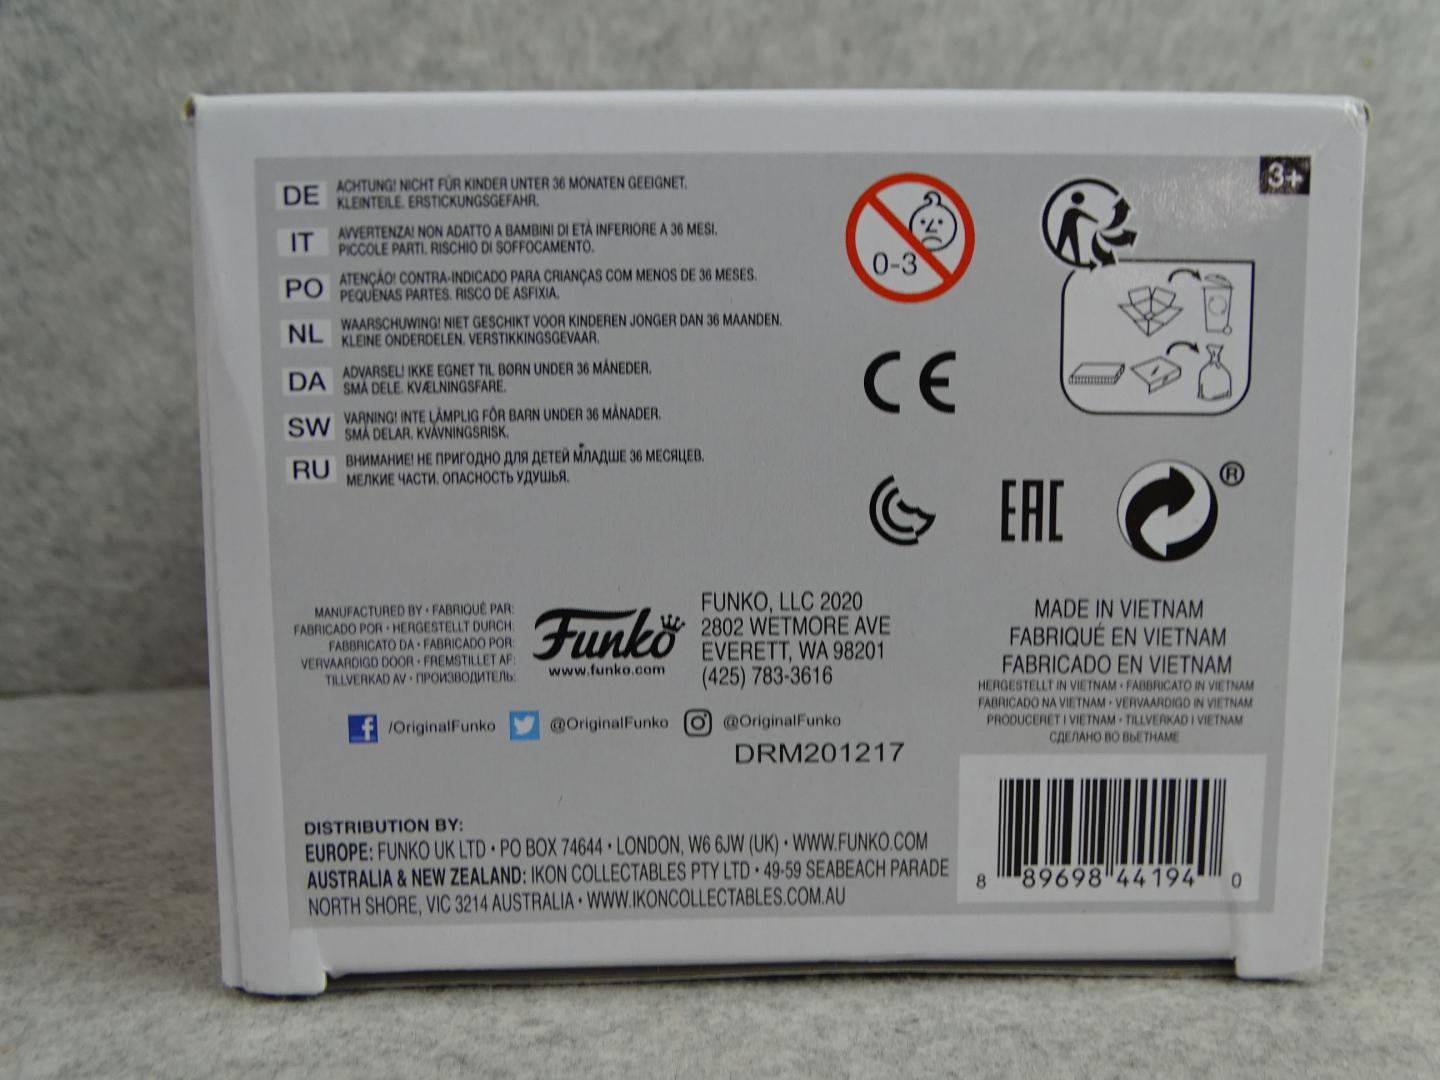 3+
DE ACHTUNG! NICHT FÜR KINDER UNTER 36 MONATEN GEEIGNET.
KLEINTEILE. ERSTICKUNGSGEFAHR.
IT AVVERTENZA! NON ADATTO A BAMBINI DI ETÀ INFERIORE A 36 MESI.
PICCOLE PARTI. RISCHIO DI SOFFOCAMENTO.
PO ATENÇÃO! CONTRA-INDICADO PARA CRIANÇAS COM MENOS DE 36 MESES.
PEQUENAS PARTES. RISCO DE ASFIXIA.
NL WAARSCHUWING! NIET GESCHIKT VOOR KINDEREN JONGER DAN 36 MAANDEN.
KLEINE ONDERDELEN. VERSTIKKINGSGEVAAR.
DA ADVARSEL! IKKE EGNET TIL BØRN UNDER 36 MÅNEDER.
SMÅ DELE. KVÆLNINGSFARE.
SW VARNING! INTE LÄMPLIG FÖR BARN UNDER 36 MÅNADER.
SMÅ DELAR. KVÄVNINGSRISK.
RU ВНИМАНИЕ! НЕ ПРИГОДНО ДЛЯ ДЕТЕЙ МЛАДШЕ 36 МЕСЯЦЕВ.
МЕЛКИЕ ЧАСТИ. ОПАСНОСТЬ УДУШЬЯ.
0-3
CE
EAC
®
MANUFACTURED BY • FABRIQUÉ PAR:
FABRICADO POR • HERGESTELLT DURCH:
FABBRICATO DA • FABRICADO POR:
VERVAARDIGD DOOR • FREMSTILLET AF:
TILLVERKAD AV • ПРОИЗВОДИТЕЛЬ:
Funko
www.funko.com
FUNKO, LLC 2020
2802 WETMORE AVE
EVERETT, WA 98201
(425) 783-3616
/OriginalFunko @OriginalFunko @OriginalFunko
DRM201217
MADE IN VIETNAM
FABRIQUÉ EN VIETNAM
FABRICADO EN VIETNAM
HERGESTELLT IN VIETNAM • FABBRICATO IN VIETNAM
FABRICADO NA VIETNAM • VERVAARDIGD IN VIETNAM
PRODUCERET I VIETNAM • TILLVERKAD I VIETNAM
СДЕЛАНО ВО ВЬЕТНАМЕ
DISTRIBUTION BY:
EUROPE: FUNKO UK LTD • PO BOX 74644 • LONDON, W6 6JW (UK) • WWW.FUNKO.COM
AUSTRALIA & NEW ZEALAND: IKON COLLECTABLES PTY LTD • 49-59 SEABEACH PARADE
NORTH SHORE, VIC 3214 AUSTRALIA • WWW.IKONCOLLECTABLES.COM.AU
8 89698 44194 0